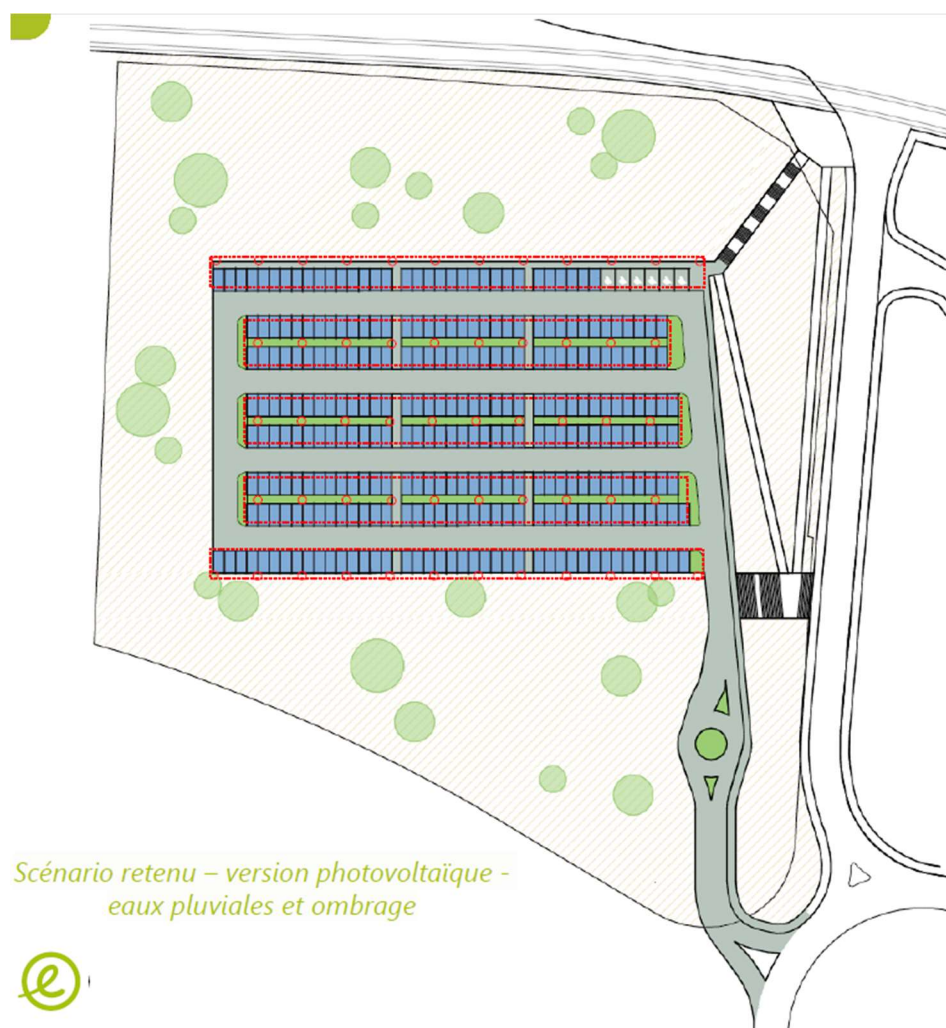 Scénario retenu – version photovoltaïque -
eaux pluviales et ombrage